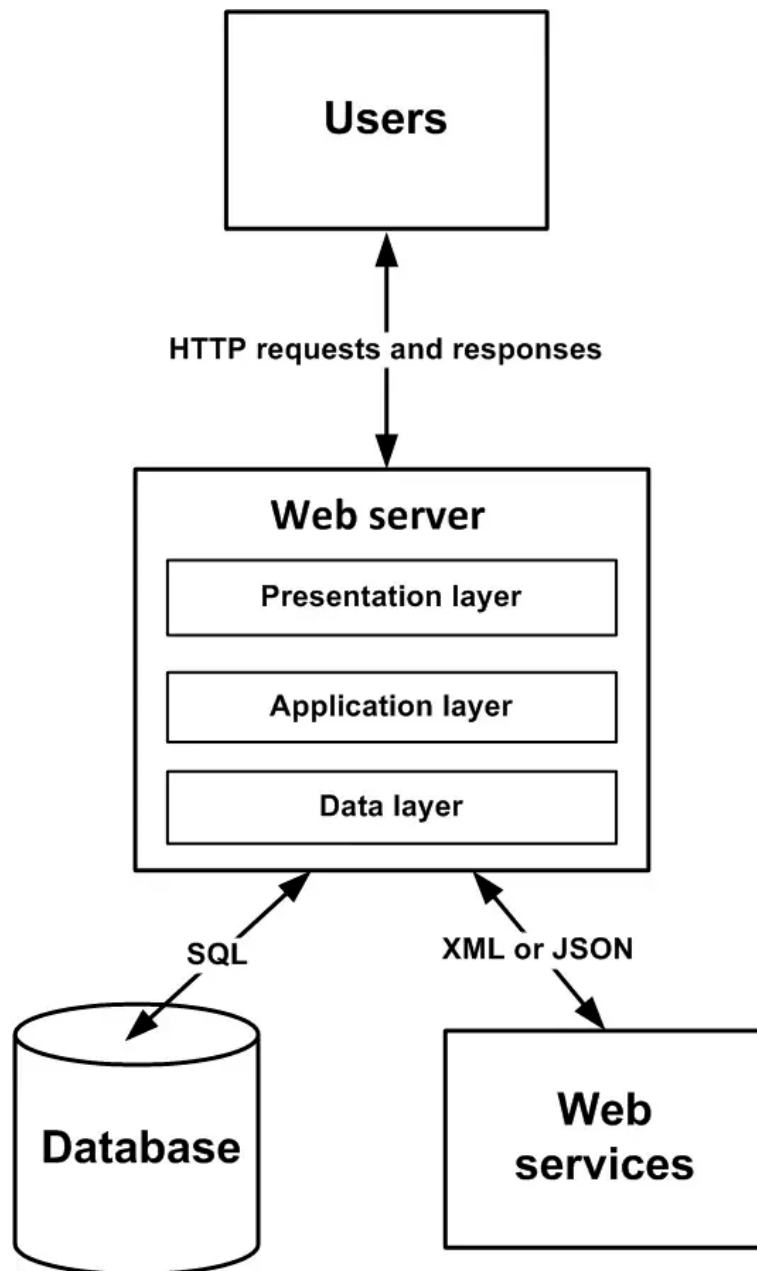 Users
HTTP requests and responses
Web server
Presentation layer
Application layer
Data layer
SQL
XML or JSON
Database
Web
services